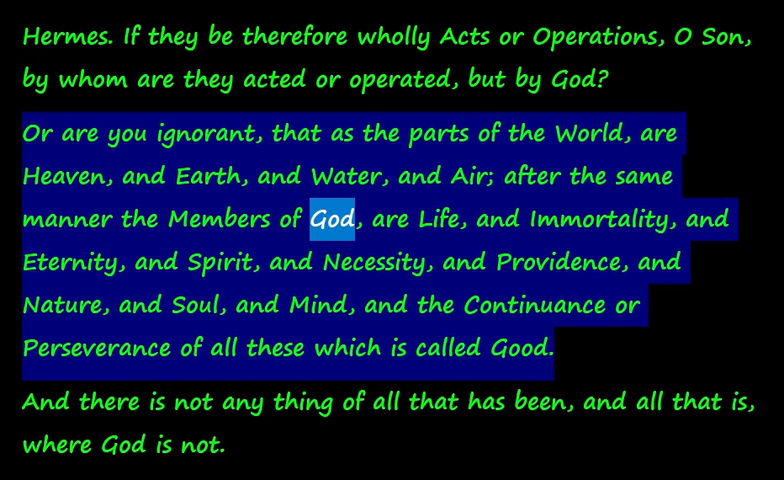 Hermes. If they be therefore wholly Acts or Operations, O Son,
by whom are they acted or operated, but by God?
Or are you ignorant, that as the parts of the World, are
Heaven, and Earth, and Water, and Air; after the same
manner the Members of God, are Life, and Immortality, and
Eternity, and Spirit, and Necessity, and Providence, and
Nature, and Soul, and Mind, and the Continuance or
Perseverance of all these which is called Good.
And there is not any thing of all that has been, and all that is,
where God is not.